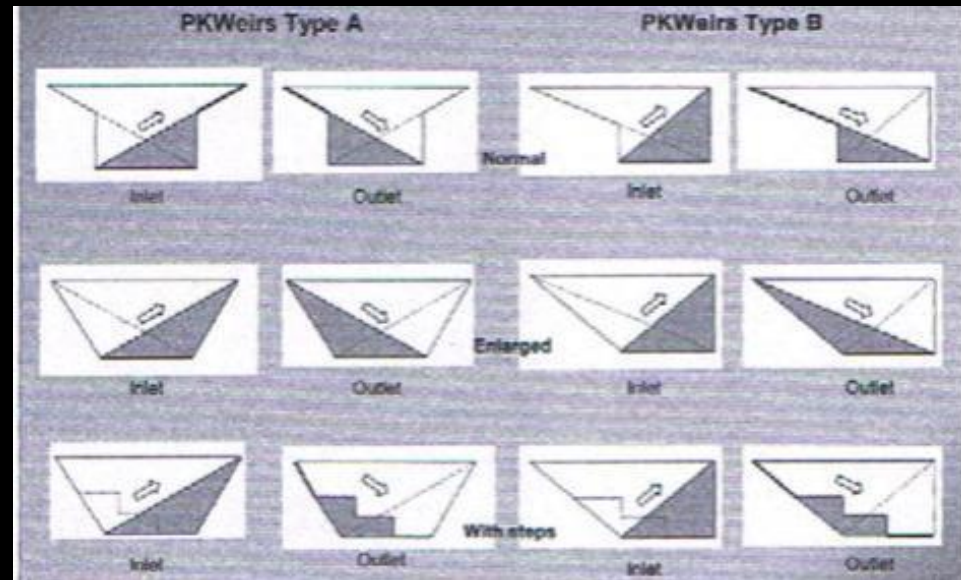 PKWeirs Type A PKWeirs Type B
Normal
Inlet Outlet Inlet Outlet
Enlarged
Inlet Outlet Inlet Outlet
With steps
Inlet Outlet Inlet Outlet